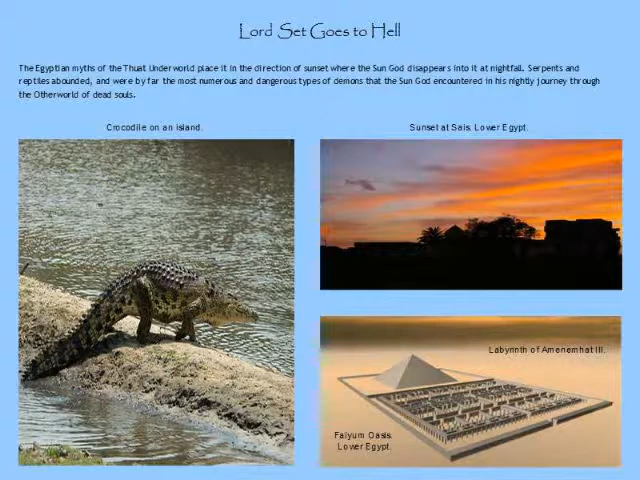 Lord Set Goes to Hell
The Egyptian myths of the Thuat Underworld place it in the direction of sunset where the Sun God disappears into it at nightfall. Serpents and
reptiles abounded, and were by far the most numerous and dangerous types of demons that the Sun God encountered in his nightly journey through
the Otherworld of dead souls.
Crocodile on an island.
Sunset at Sais, Lower Egypt.
Labyrinth of Amenemhat III.
Faiyum Oasis.
Lower Egypt.